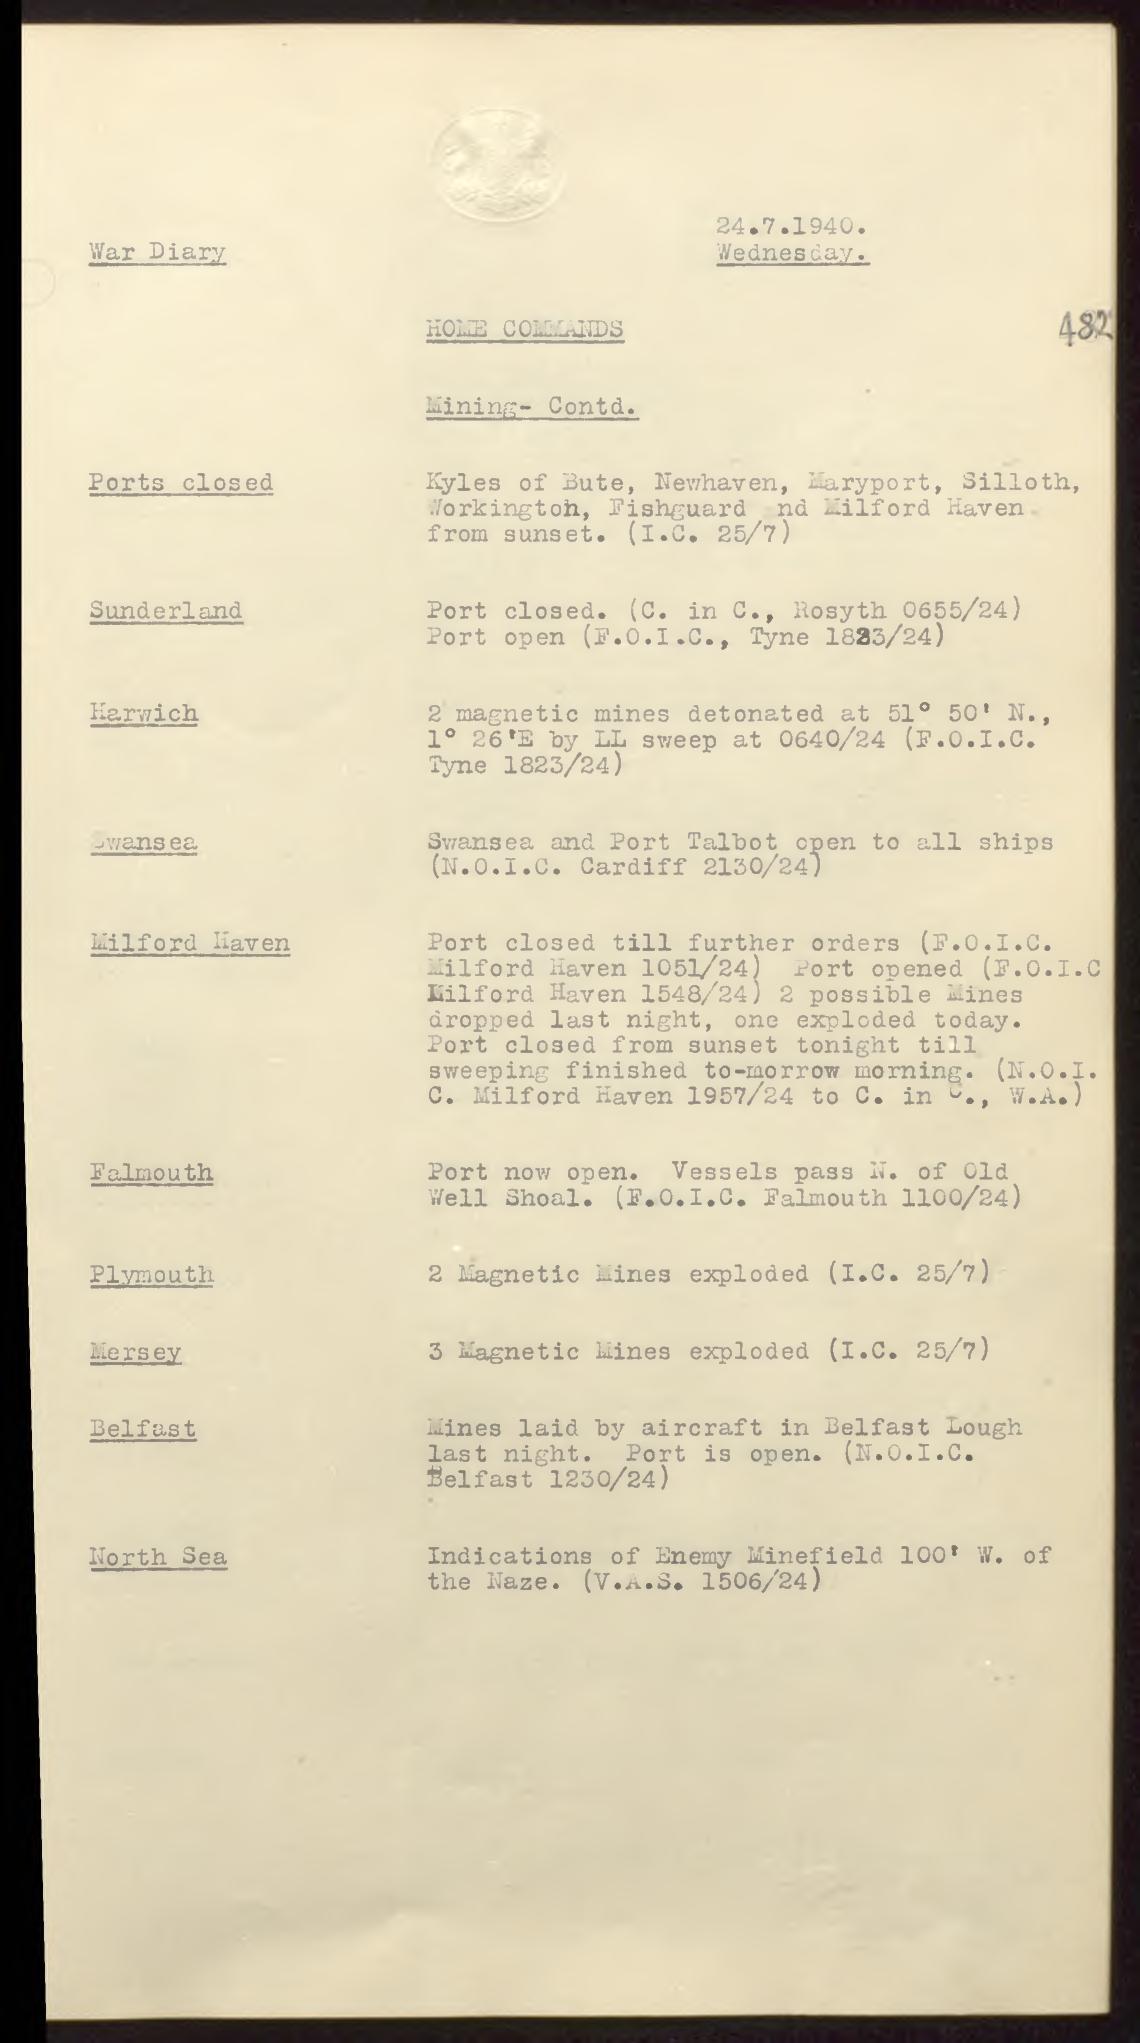 24.7.1940.
War Diary
Wednesday.
HOME COMMANDS
482
Mining- Contd.
Ports closed
Kyles of Bute, Newhaven, Maryport, Silloth,
Workington, Fishguard nd Milford Haven
from sunset. (I.C. 25/7)
Sunderland
Port closed. (C. in C., Rosyth 0655/24)
Port open (F.O.I.C., Tyne 1823/24)
Harwich
2 magnetic mines detonated at 51° 50' N.,
1° 26'E by LL sweep at 0640/24 (F.O.I.C.
Tyne 1823/24)
Swansea
Swansea and Port Talbot open to all ships
(N.O.I.C. Cardiff 2130/24)
Milford Haven
Port closed till further orders (F.O.I.C.
Milford Haven 1051/24) Port opened (F.O.I.C
Milford Haven 1548/24) 2 possible Mines
dropped last night, one exploded today.
Port closed from sunset tonight till
sweeping finished to-morrow morning. (N.O.I.
C. Milford Haven 1957/24 to C. in C., W.A.)
Falmouth
Port now open. Vessels pass N. of Old
Well Shoal. (F.O.I.C. Falmouth 1100/24)
Plymouth
2 Magnetic Mines exploded (I.C. 25/7)
Mersey
3 Magnetic Mines exploded (I.C. 25/7)
Belfast
Mines laid by aircraft in Belfast Lough
last night. Port is open. (N.O.I.C.
Belfast 1230/24)
North Sea
Indications of Enemy Minefield 100' W. of
the Naze. (V.A.S. 1506/24)